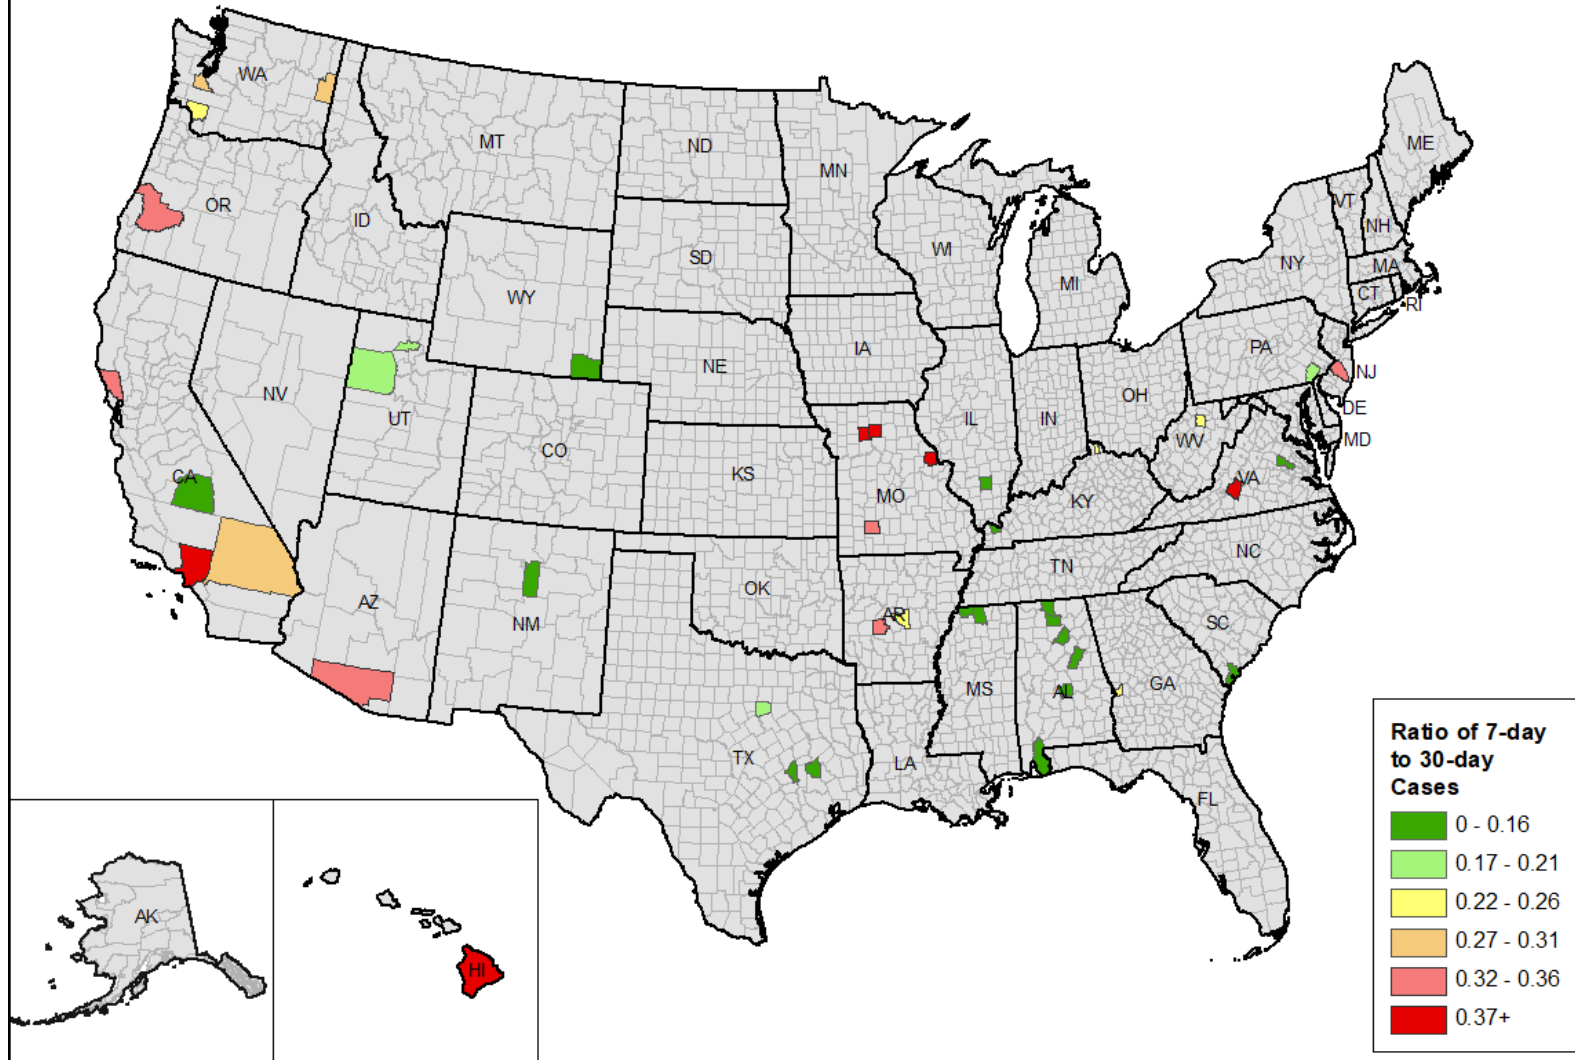 WA
MT
ND
MN
ME
OR
ID
SD
WI
MI
VT
NH
NY
MA
CT
RI
WY
IA
NE
PA
NJ
NV
UT
CO
IL
IN
OH
DE
MD
WV
CA
KS
MO
KY
VA
AZ
NM
OK
TN
NC
AR
SC
MS
AL
GA
TX
LA
FL
AK
HI
Ratio of 7-day
to 30-day
Cases
0 - 0.16
0.17 - 0.21
0.22 - 0.26
0.27 - 0.31
0.32 - 0.36
0.37+